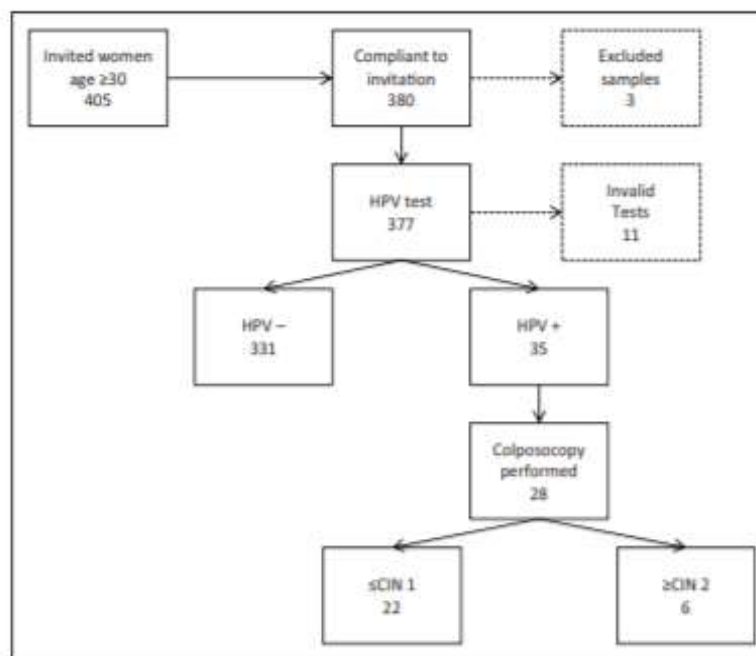 Invited women
age ≥30
405
Compliant to
invitation
380
Excluded
samples
3
HPV test
377
Invalid
Tests
11
HPV –
331
HPV +
35
Colposocopy
performed
28
≤CIN 1
22
≥CIN 2
6